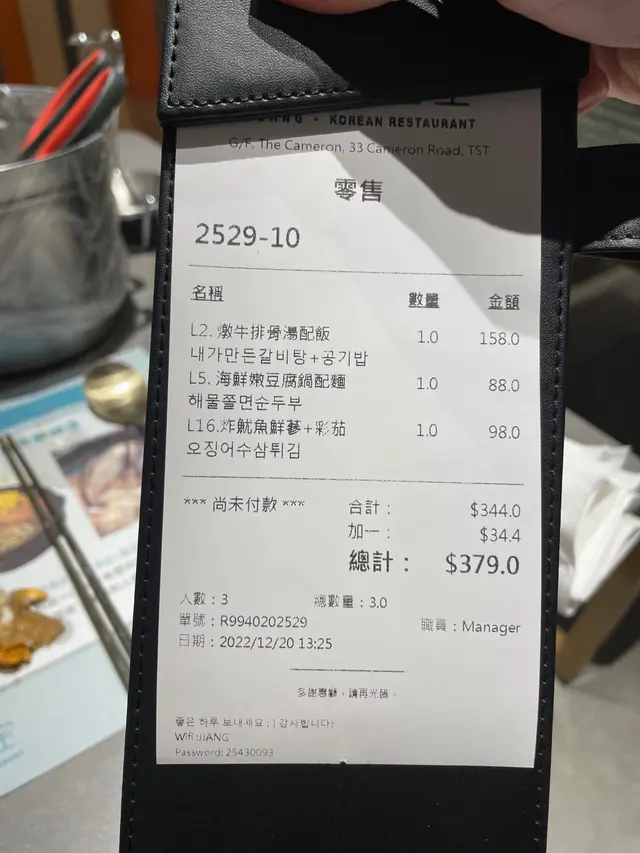 KOREAN RESTAURANT
G/F, The Cameron, 33 Cameron Road, TST
零售
2529-10
名稱 數量 金額
L2. 燉牛排骨湯配飯 1.0 158.0
내가만든갈비탕+공기밥
L5. 海鮮嫩豆腐鍋配麵 1.0 88.0
해물쫄면순두부
L16.炸魷魚鮮蔘+彩茄 1.0 98.0
오징어수삼튀김
*** 尚未付款 *** 合計： $344.0
加一： $34.4
總計： $379.0
人數：3 總數量：3.0
單號：R9940202529 職員：Manager
日期：2022/12/20 13:25
多謝惠顧，請再光臨。
좋은 하루 보내세요 :) 감사합니다!
Wifi:JJANG
Password: 25430093